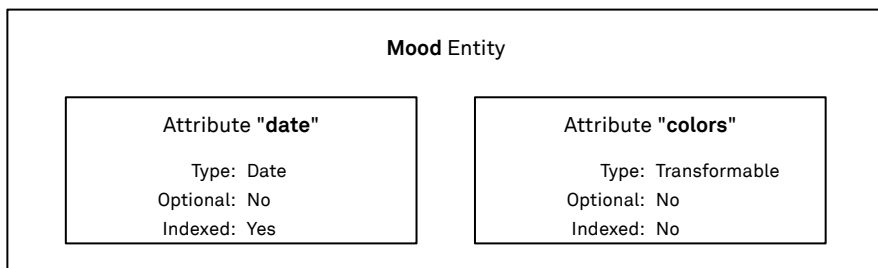 Mood Entity
Attribute "date"
Type: Date
Optional: No
Indexed: Yes
Attribute "colors"
Type: Transformable
Optional: No
Indexed: No